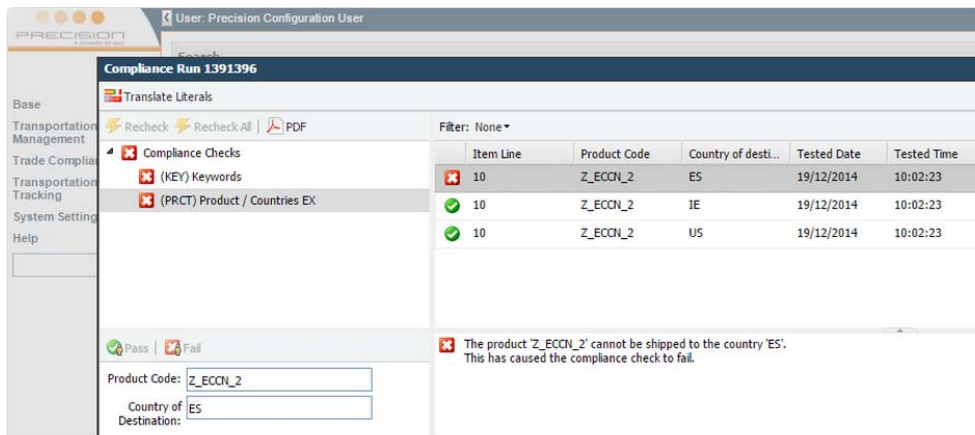 PRECISION
User: Precision Configuration User
Search
Compliance Run 1391396
Translate Literals
Base
Transportation
Management
Trade Complia
Transportation
Tracking
System Setting
Help
Recheck Recheck All PDF
Compliance Checks
(KEY) Keywords
(PRCT) Product / Countries EX
Filter: None
Item Line Product Code Country of desti... Tested Date Tested Time
10 Z_ECCN_2 ES 19/12/2014 10:02:23
10 Z_ECCN_2 IE 19/12/2014 10:02:23
10 Z_ECCN_2 US 19/12/2014 10:02:23
Pass Fail
Product Code: Z_ECCN_2
Country of ES
Destination:
The product 'Z_ECCN_2' cannot be shipped to the country 'ES'.
This has caused the compliance check to fail.